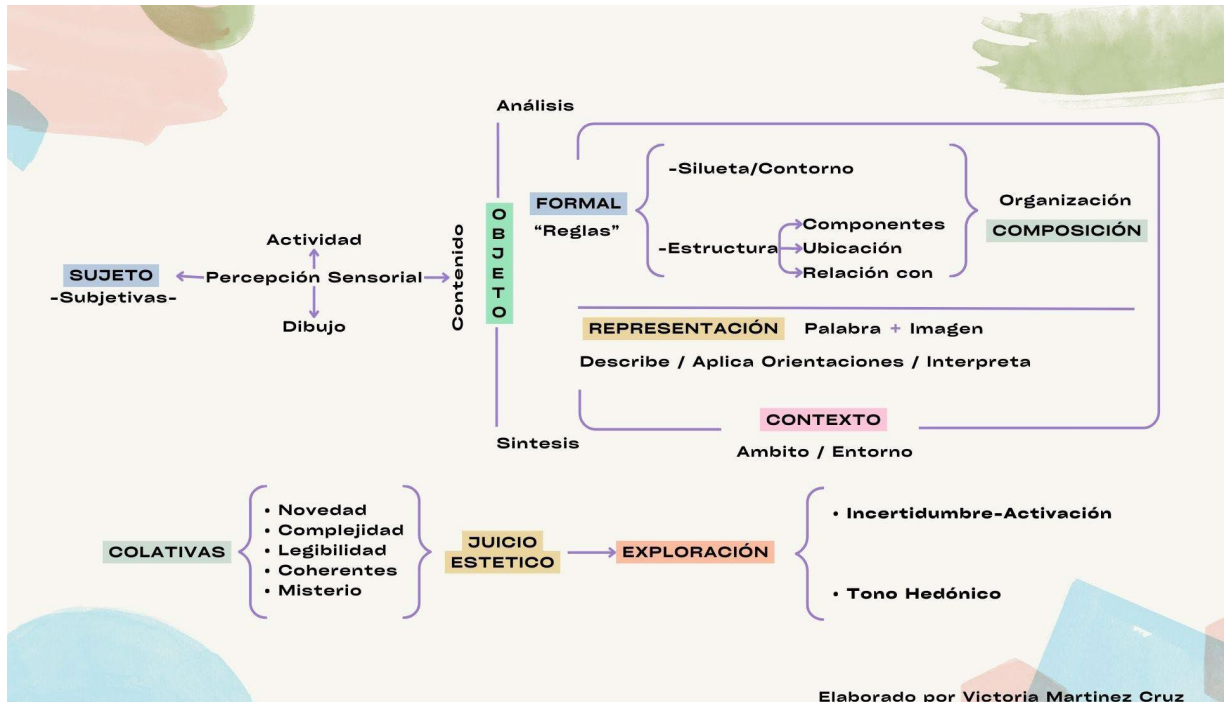 Análisis
-Silueta/Contorno
FORMAL
“Reglas”
Organización
COMPOSICIÓN
-Estructura
Componentes
Ubicación
Relación con
Actividad
SUJETO
-Subjetivas-
Percepción Sensorial
Dibujo
Contenido
OBJETO
REPRESENTACIÓN Palabra + Imagen
Describe / Aplica Orientaciones / Interpreta
CONTEXTO
Ambito / Entorno
Sintesis
COLATIVAS
• Novedad
• Complejidad
• Legibilidad
• Coherentes
• Misterio
JUICIO
ESTETICO
EXPLORACIÓN
• Incertidumbre-Activación
• Tono Hedónico
Elaborado por Victoria Martinez Cruz